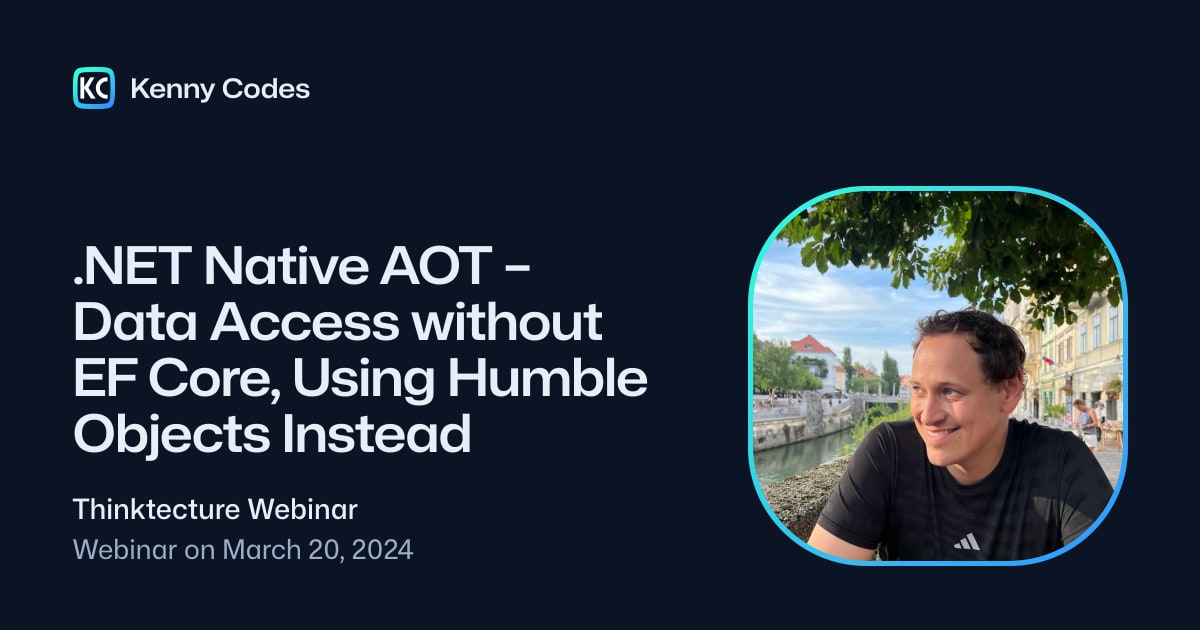 KC
Kenny Codes
.NET Native AOT –
Data Access without
EF Core, Using Humble
Objects Instead
Thinktecture Webinar
Webinar on March 20, 2024